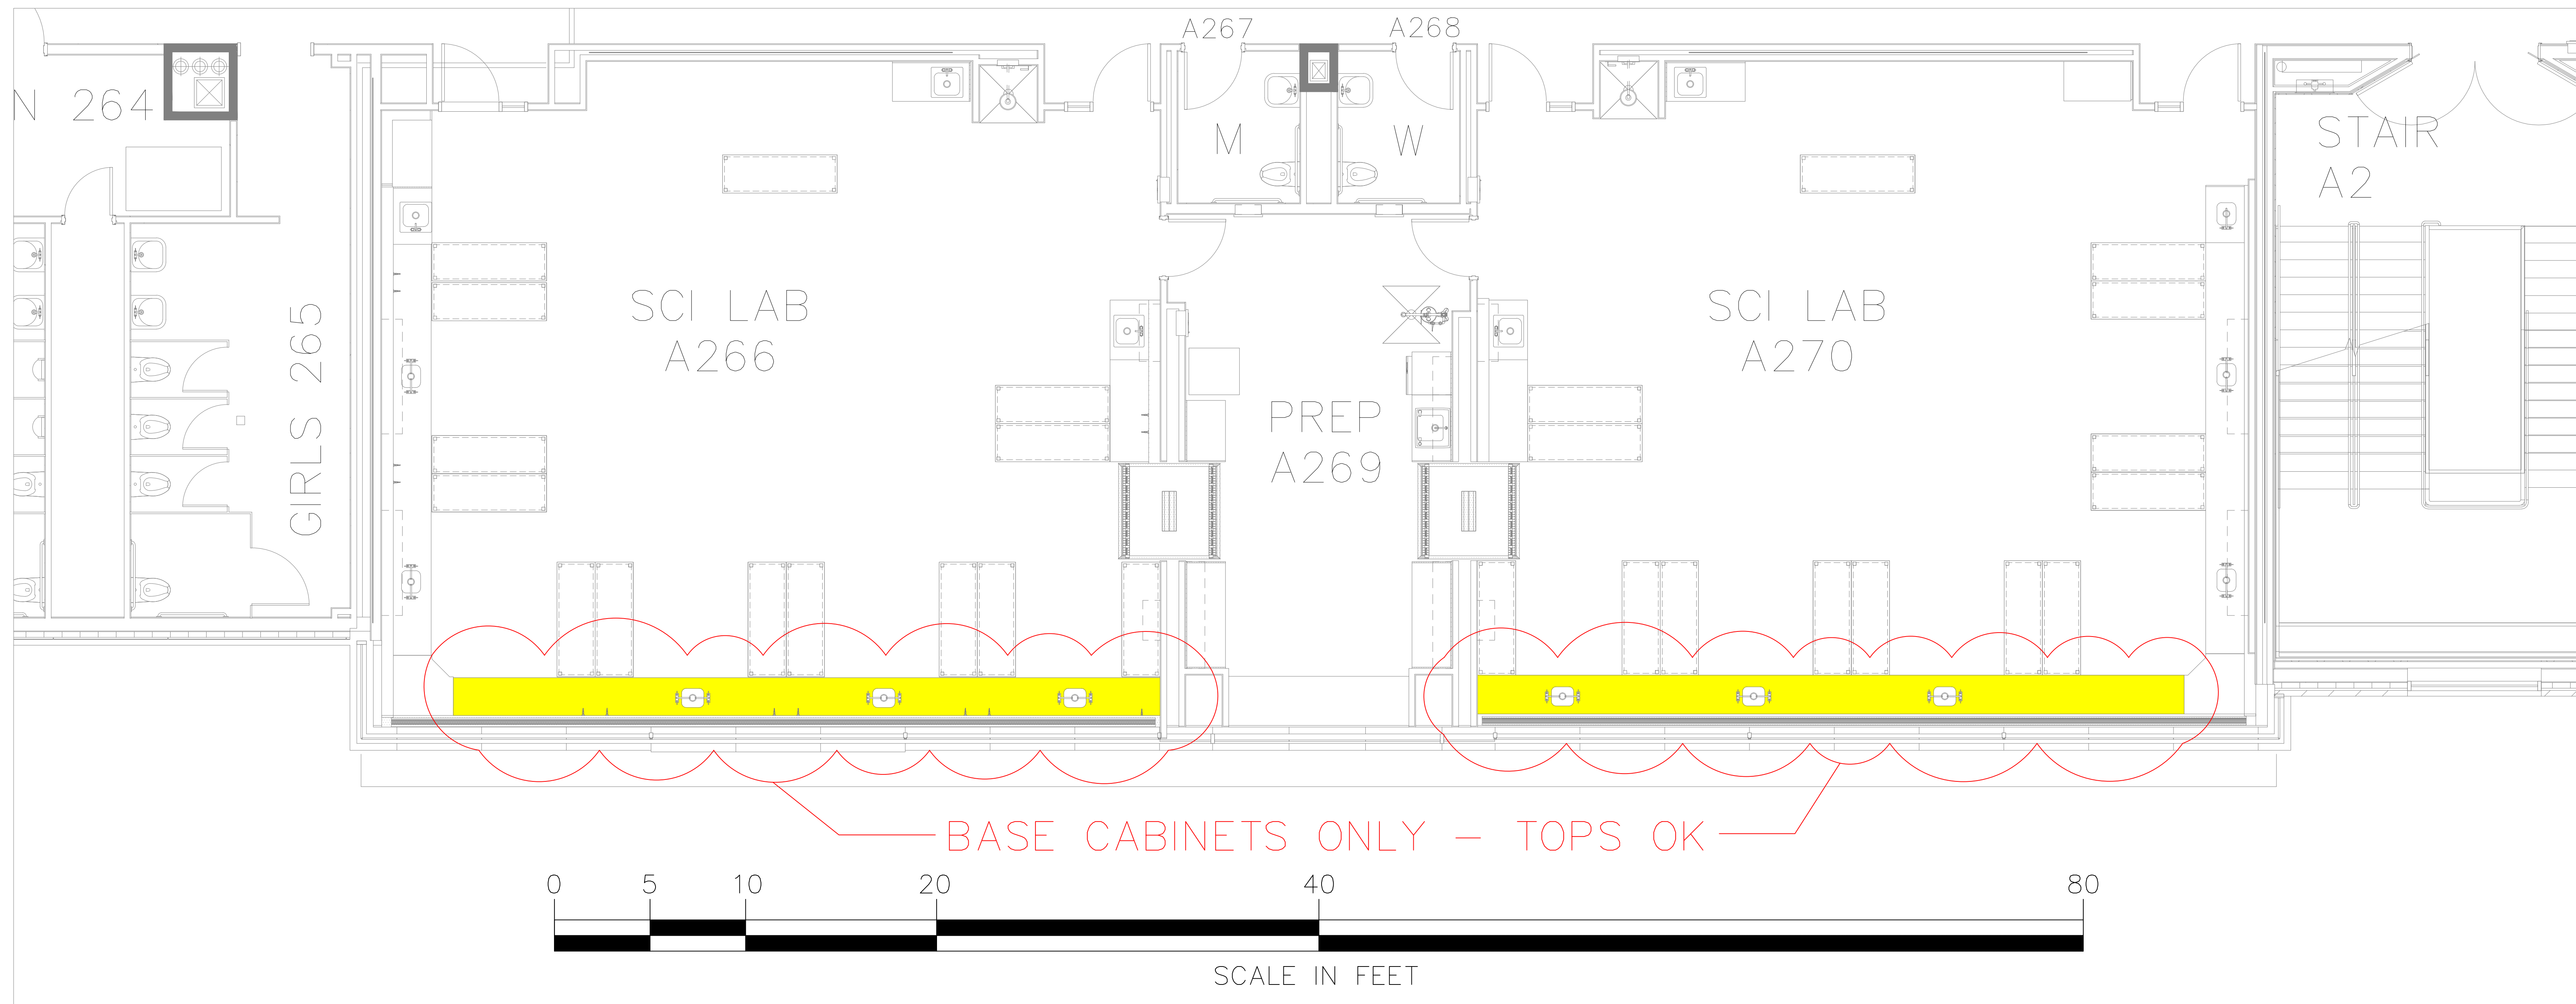 A267
A268
N 264
M
W
STAIR
A2
GIRLS 265
SCI LAB
A266
SCI LAB
A270
PREP
A269
BASE CABINETS ONLY – TOPS OK
0 5 10 20 40 80
SCALE IN FEET